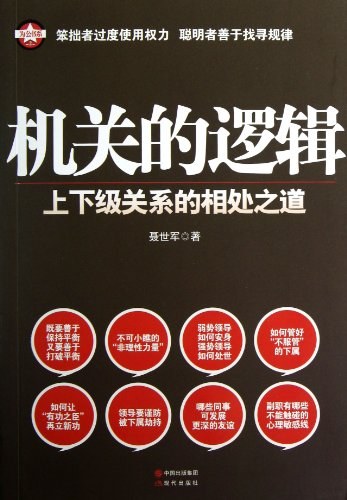 为公书系
笨拙者过度使用权力 聪明者善于找寻规律
机关的逻辑
上下级关系的相处之道
聂世军☆著
既要善于
保持平衡
又要善于
打破平衡
不可小瞧的
“非理性力量”
弱势领导
如何安身
强势领导
如何处世
如何管好
“不服管”
的下属
如何让
“有功之臣”
再立新功
领导要谨防
被下属劫持
哪些同事
可发展
更深的友谊
副职有哪些
不能触碰的
心理敏感线
中国出版集团
现代出版社